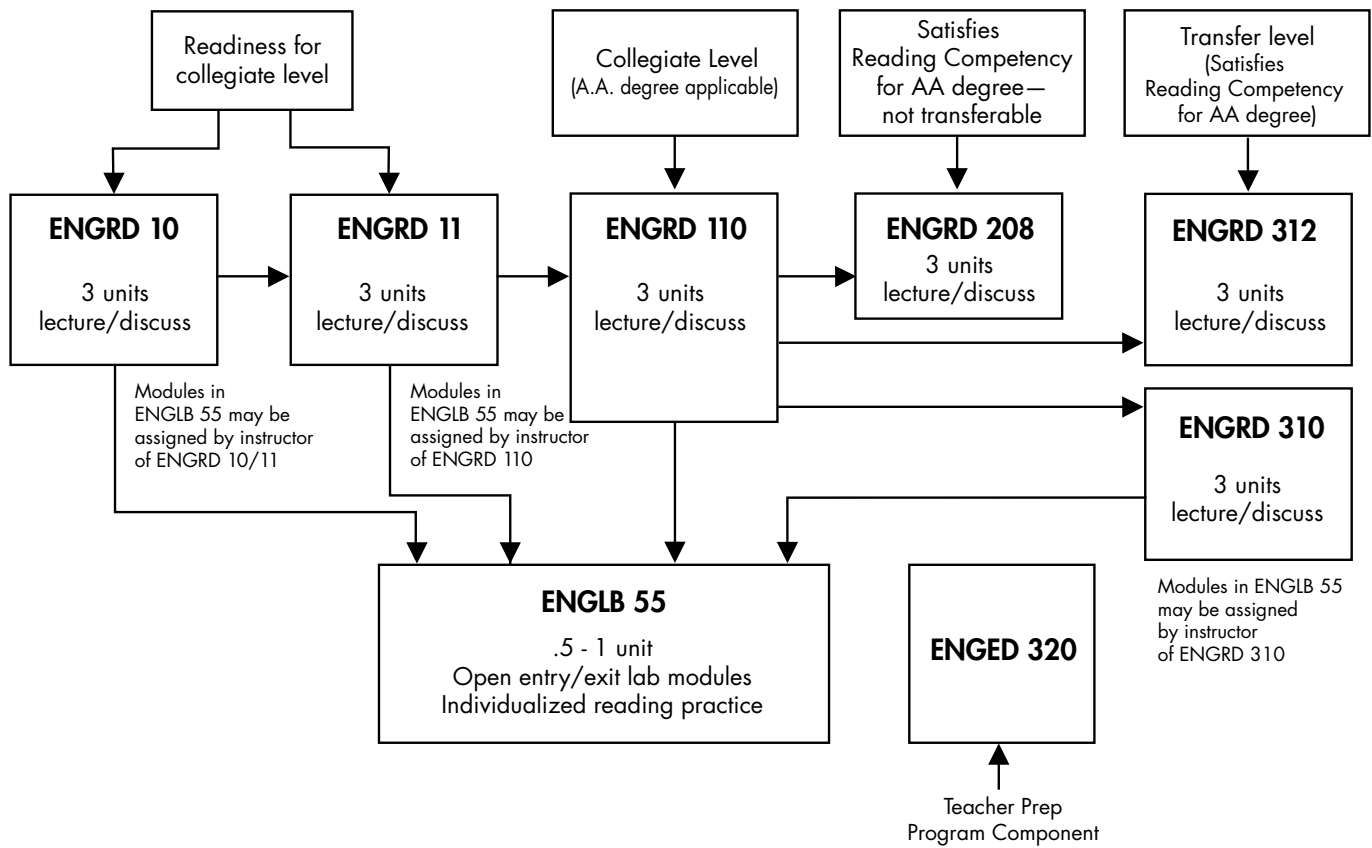 Readiness for
collegiate level
Collegiate Level
(A.A. degree applicable)
Satisfies
Reading Competency
for AA degree—
not transferable
Transfer level
(Satisfies
Reading Competency
for AA degree)
ENGRD 10
3 units
lecture/discuss
ENGRD 11
3 units
lecture/discuss
ENGRD 110
3 units
lecture/discuss
ENGRD 208
3 units
lecture/discuss
ENGRD 312
3 units
lecture/discuss
Modules in
ENGLB 55 may be
assigned by instructor
of ENGRD 10/11
Modules in
ENGLB 55 may be
assigned by instructor
of ENGRD 110
ENGRD 310
3 units
lecture/discuss
Modules in ENGLB 55
may be assigned
by instructor
of ENGRD 310
ENGLB 55
.5 - 1 unit
Open entry/exit lab modules
Individualized reading practice
ENGED 320
Teacher Prep
Program Component